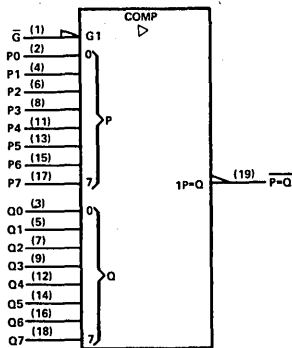 COMP
G̅ (1) G1
P0 (2) 0
P1 (4)
P2 (6)
P3 (8)
P4 (11) P
P5 (13)
P6 (15)
P7 (17) 7
1P=Q (19) P̅=̅Q̅
Q0 (3) 0
Q1 (5)
Q2 (7)
Q3 (9)
Q4 (12) Q
Q5 (14)
Q6 (16)
Q7 (18) 7